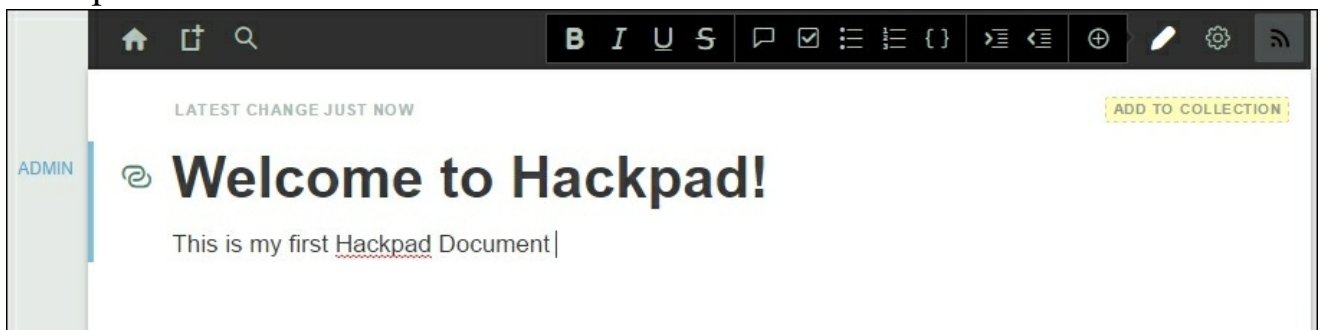 B I U S { }
LATEST CHANGE JUST NOW
ADD TO COLLECTION
ADMIN
Welcome to Hackpad!
This is my first Hackpad Document